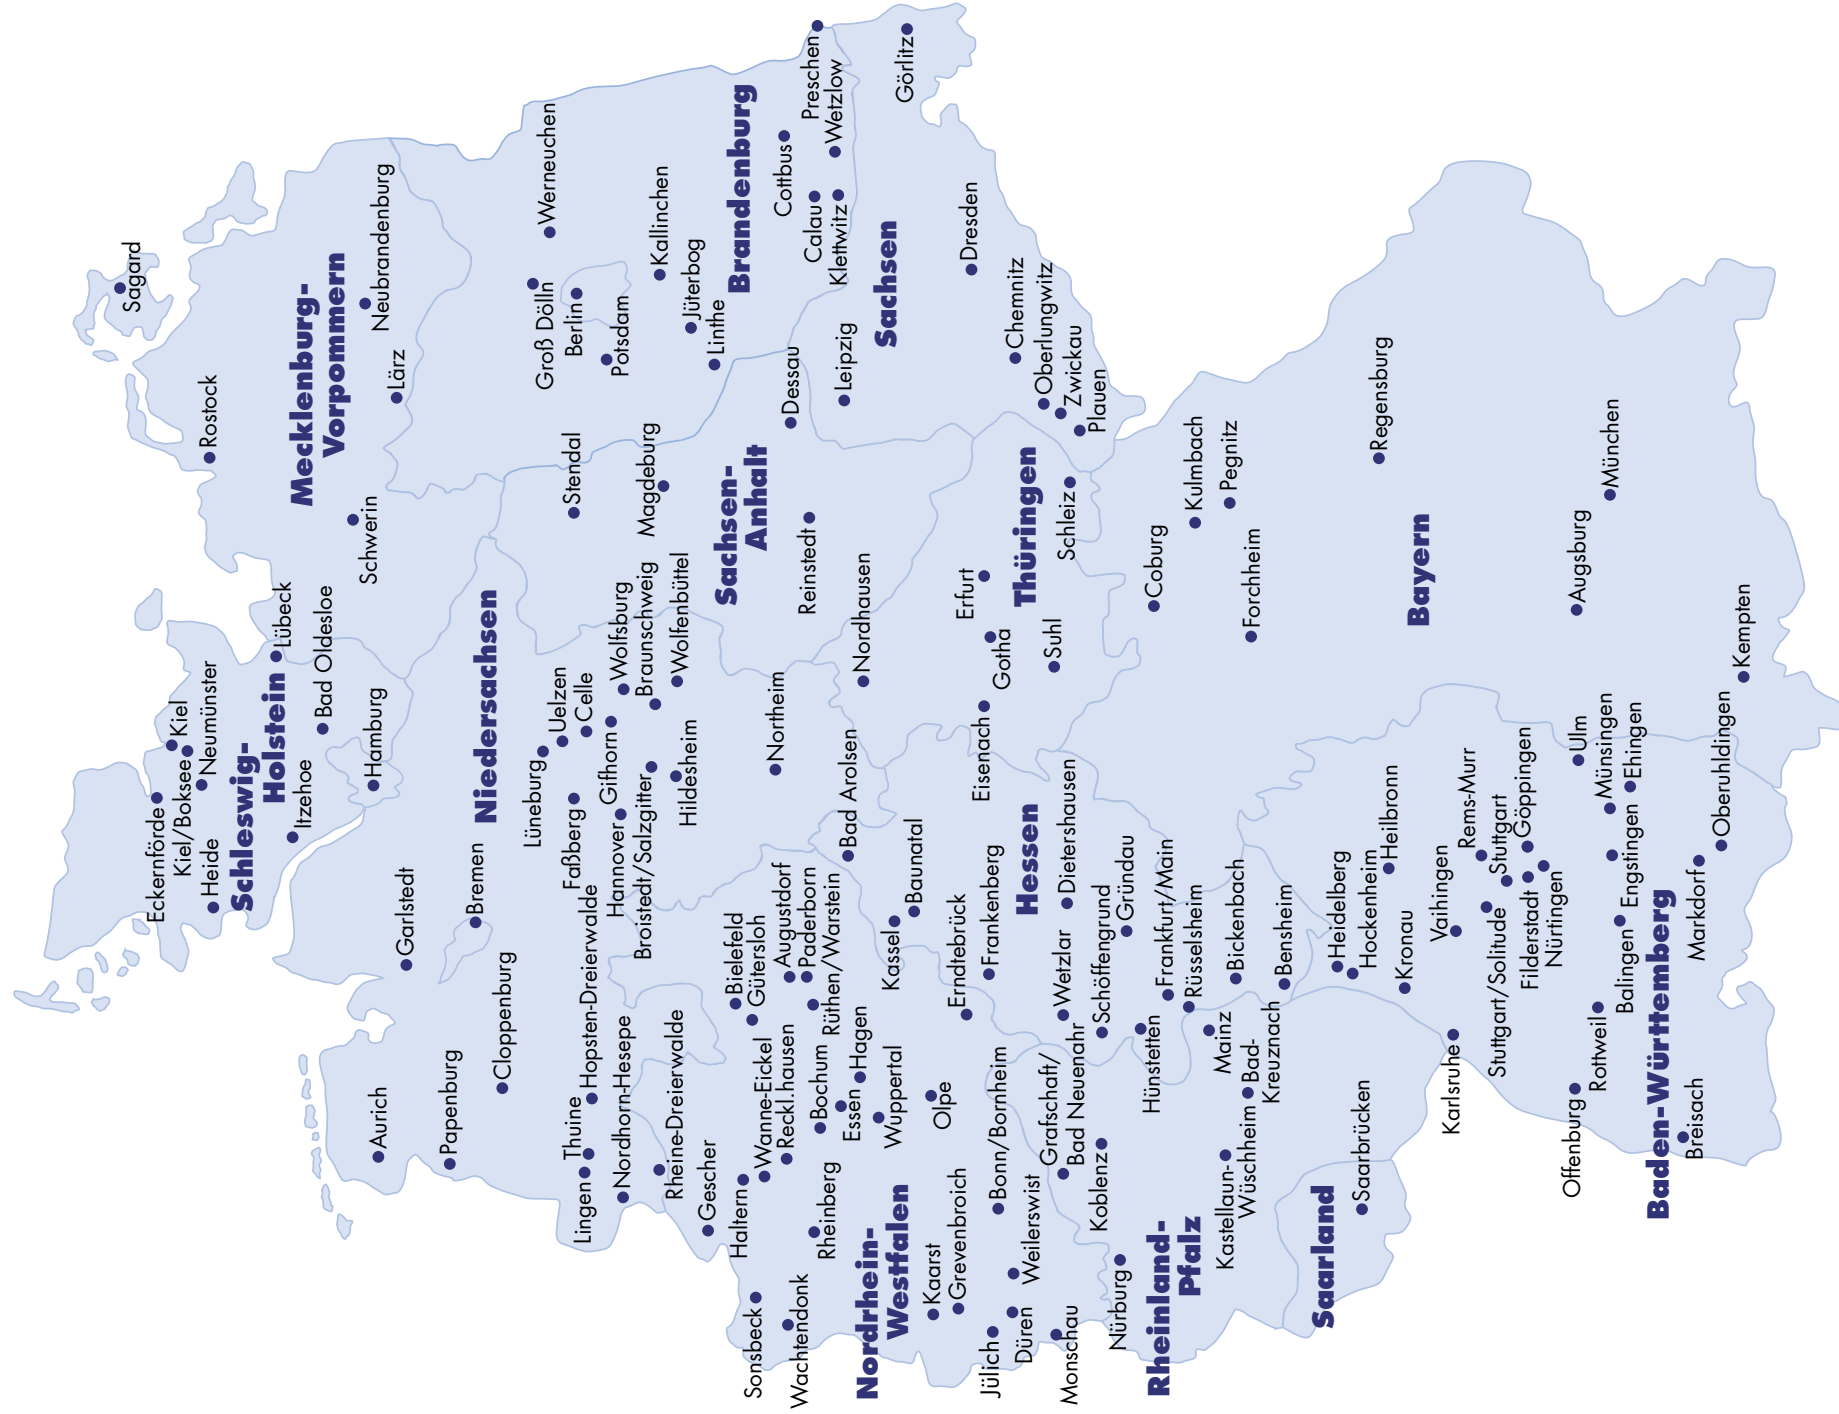 Sagard
Rostock
Mecklenburg-
Vorpommern
Neubrandenburg
Lärz
Schwerin
Eckernförde
Kiel
Kiel/Boksee
Neumünster
Heide
Schleswig-
Holstein
Lübeck
Bad Oldesloe
Itzehoe
Hamburg
Werneuchen
Groß Dölln
Berlin
Potsdam
Kallinchen
Jüterbog
Linthe
Brandenburg
Cottbus
Preschen
Wetzlow
Calau
Klettwitz
Görlitz
Sachsen
Dresden
Leipzig
Chemnitz
Oberlungwitz
Zwickau
Plauen
Stendal
Magdeburg
Dessau
Sachsen-
Anhalt
Reinstedt
Niedersachsen
Garlstedt
Bremen
Cloppenburg
Aurich
Papenburg
Lüneburg
Uelzen
Celle
Faßberg
Gifhorn
Wolfsburg
Braunschweig
Wolfenbüttel
Hannover
Broistedt/Salzgitter
Hildesheim
Northeim
Hopsten-Dreierwalde
Thuine
Lingen
Nordhorn-Hesepe
Rheine-Dreierwalde
Gescher
Bielefeld
Gütersloh
Augustdorf
Paderborn
Rüthen/Warstein
Haltern
Wanne-Eickel
Reckl.hausen
Bochum
Essen
Hagen
Wuppertal
Olpe
Erndtebrück
Sonsbeck
Wachtendonk
Rheinberg
Nordrhein-
Westfalen
Kaarst
Grevenbroich
Bonn/Bornheim
Weilerswist
Jülich
Düren
Monschau
Nordhausen
Thüringen
Erfurt
Gotha
Eisenach
Suhl
Schleiz
Bad Arolsen
Kassel
Baunatal
Frankenberg
Hessen
Dietershausen
Wetzlar
Schöffengrund
Gründau
Frankfurt/Main
Rüsselsheim
Hünstetten
Bickenbach
Bensheim
Grafschaft/
Bad Neuenahr
Koblenz
Nürburg
Rheinland-
Pfalz
Mainz
Bad-
Kreuznach
Kastellaun-
Wüschheim
Saarland
Saarbrücken
Coburg
Kulmbach
Pegnitz
Forchheim
Regensburg
Bayern
Augsburg
München
Kempten
Heidelberg
Hockenheim
Heilbronn
Kronau
Karlsruhe
Vaihingen
Rems-Murr
Stuttgart
Göppingen
Stuttgart/Solitude
Filderstadt
Nürtingen
Ulm
Münsingen
Ehingen
Engstingen
Balingen
Rottweil
Offenburg
Baden-Württemberg
Breisach
Markdorf
Oberuhldingen